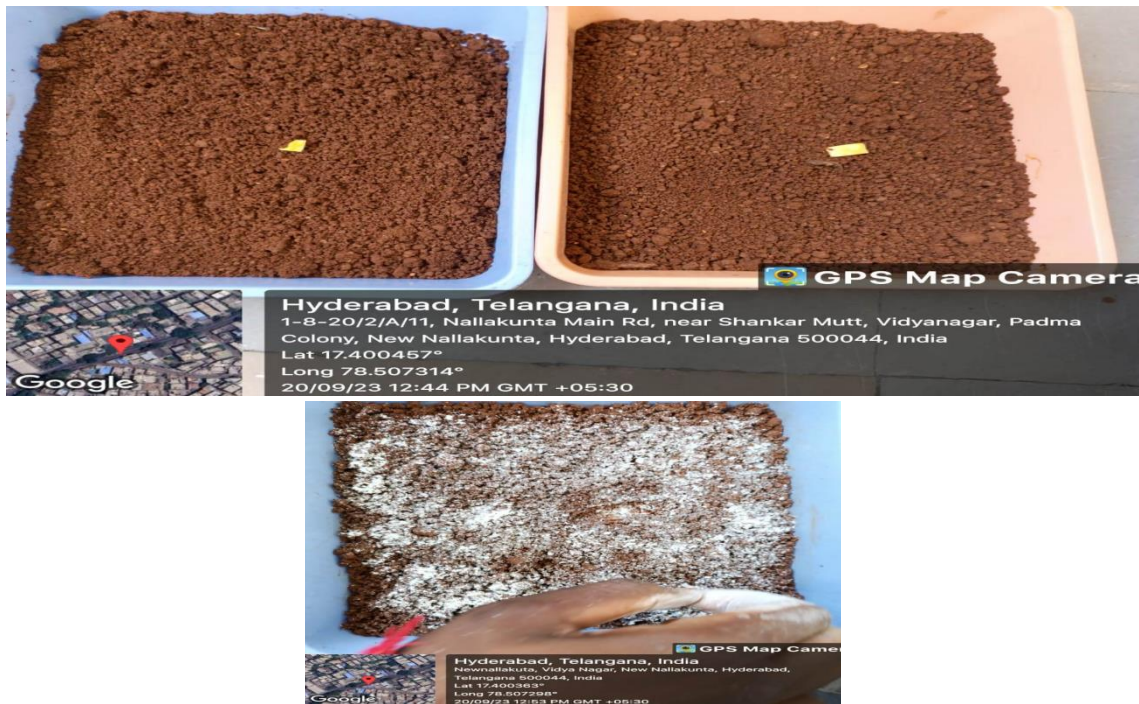 GPS Map Camera
Hyderabad, Telangana, India
1-8-20/2/A/11, Nallakunta Main Rd, near Shankar Mutt, Vidyanagar, Padma
Colony, New Nallakunta, Hyderabad, Telangana 500044, India
Lat 17.400457°
Long 78.507314°
20/09/23 12:44 PM GMT +05:30
Google
GPS Map Came
Hyderabad, Telangana, India
Newnallakuta, Vidya Nagar, New Nallakunta, Hyderabad,
Telangana 500044, India
Lat 17.400363°
Long 78.507298°
20/09/23 12:53 PM GMT +05:30
Google